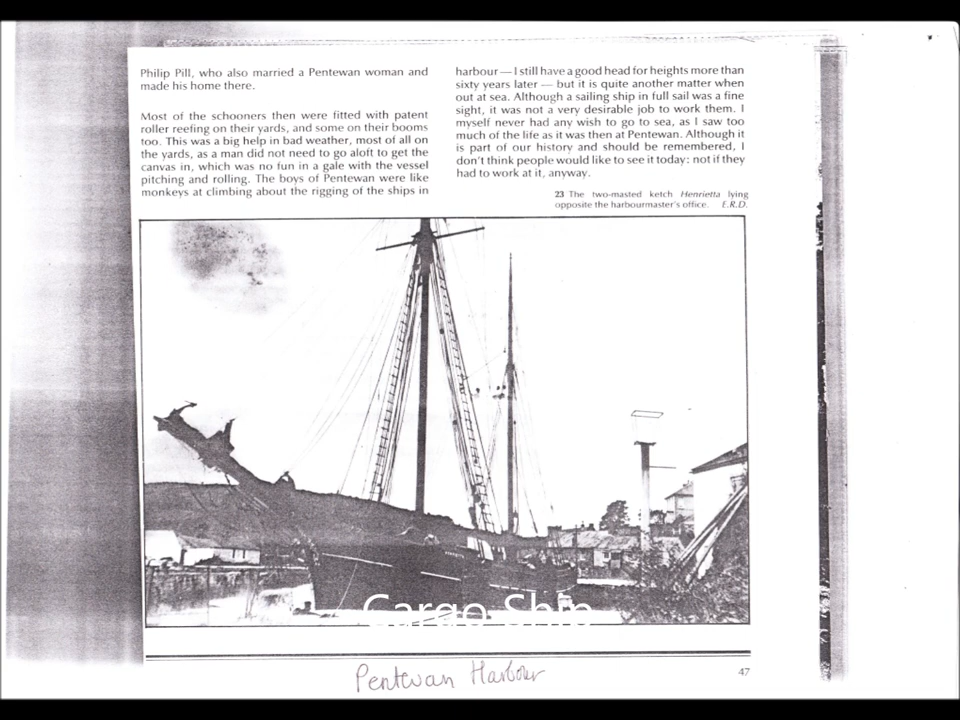 Philip Pill, who also married a Pentewan woman and
made his home there.
Most of the schooners then were fitted with patent
roller reefing on their yards, and some on their booms
too. This was a big help in bad weather, most of all on
the yards, as a man did not need to go aloft to get the
canvas in, which was no fun in a gale with the vessel
pitching and rolling. The boys of Pentewan were like
monkeys at climbing about the rigging of the ships in
harbour — I still have a good head for heights more than
sixty years later — but it is quite another matter when
out at sea. Although a sailing ship in full sail was a fine
sight, it was not a very desirable job to work them. I
myself never had any wish to go to sea, as I saw too
much of the life as it was then at Pentewan. Although it
is part of our history and should be remembered, I
don't think people would like to see it today: not if they
had to work at it, anyway.
23 The two-masted ketch Henrietta lying
opposite the harbourmaster's office. E.R.D.
Cargo Ship
47
Pentewan Harbour